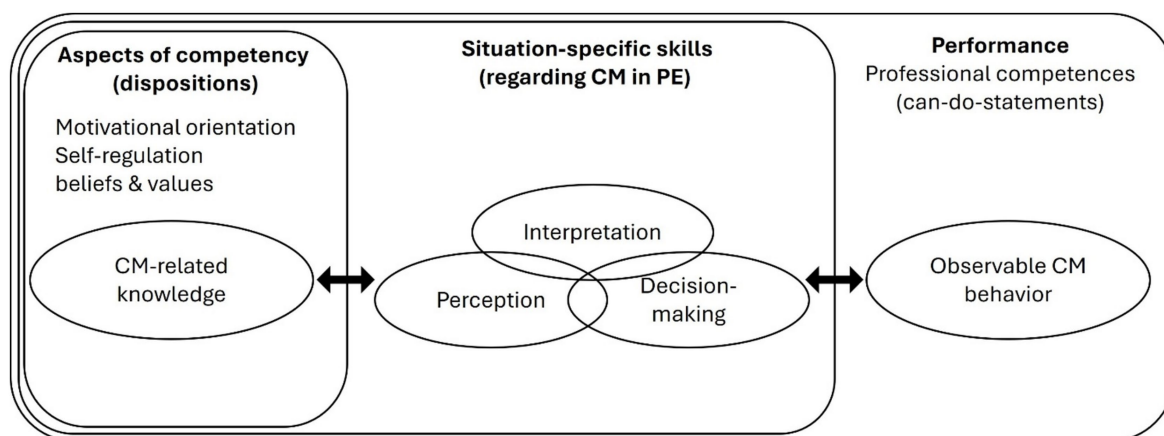 Aspects of competency
(dispositions)
Motivational orientation
Self-regulation
beliefs & values
CM-related
knowledge
Situation-specific skills
(regarding CM in PE)
Interpretation
Perception
Decision-
making
Performance
Professional competences
(can-do-statements)
Observable CM
behavior